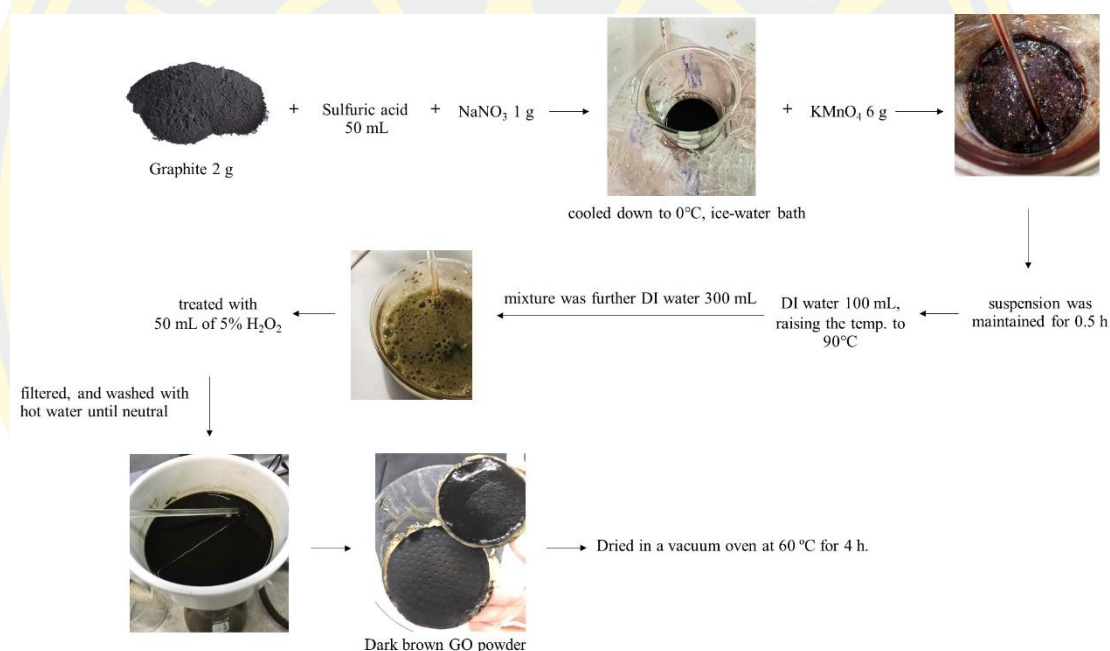 Graphite 2 g
+
Sulfuric acid
50 mL
+
NaNO₃ 1 g
cooled down to 0°C, ice-water bath
+
KMnO₄ 6 g
suspension was
maintained for 0.5 h
DI water 100 mL,
raising the temp. to
90°C
mixture was further DI water 300 mL
treated with
50 mL of 5% H₂O₂
filtered, and washed with
hot water until neutral
Dark brown GO powder
Dried in a vacuum oven at 60 ºC for 4 h.